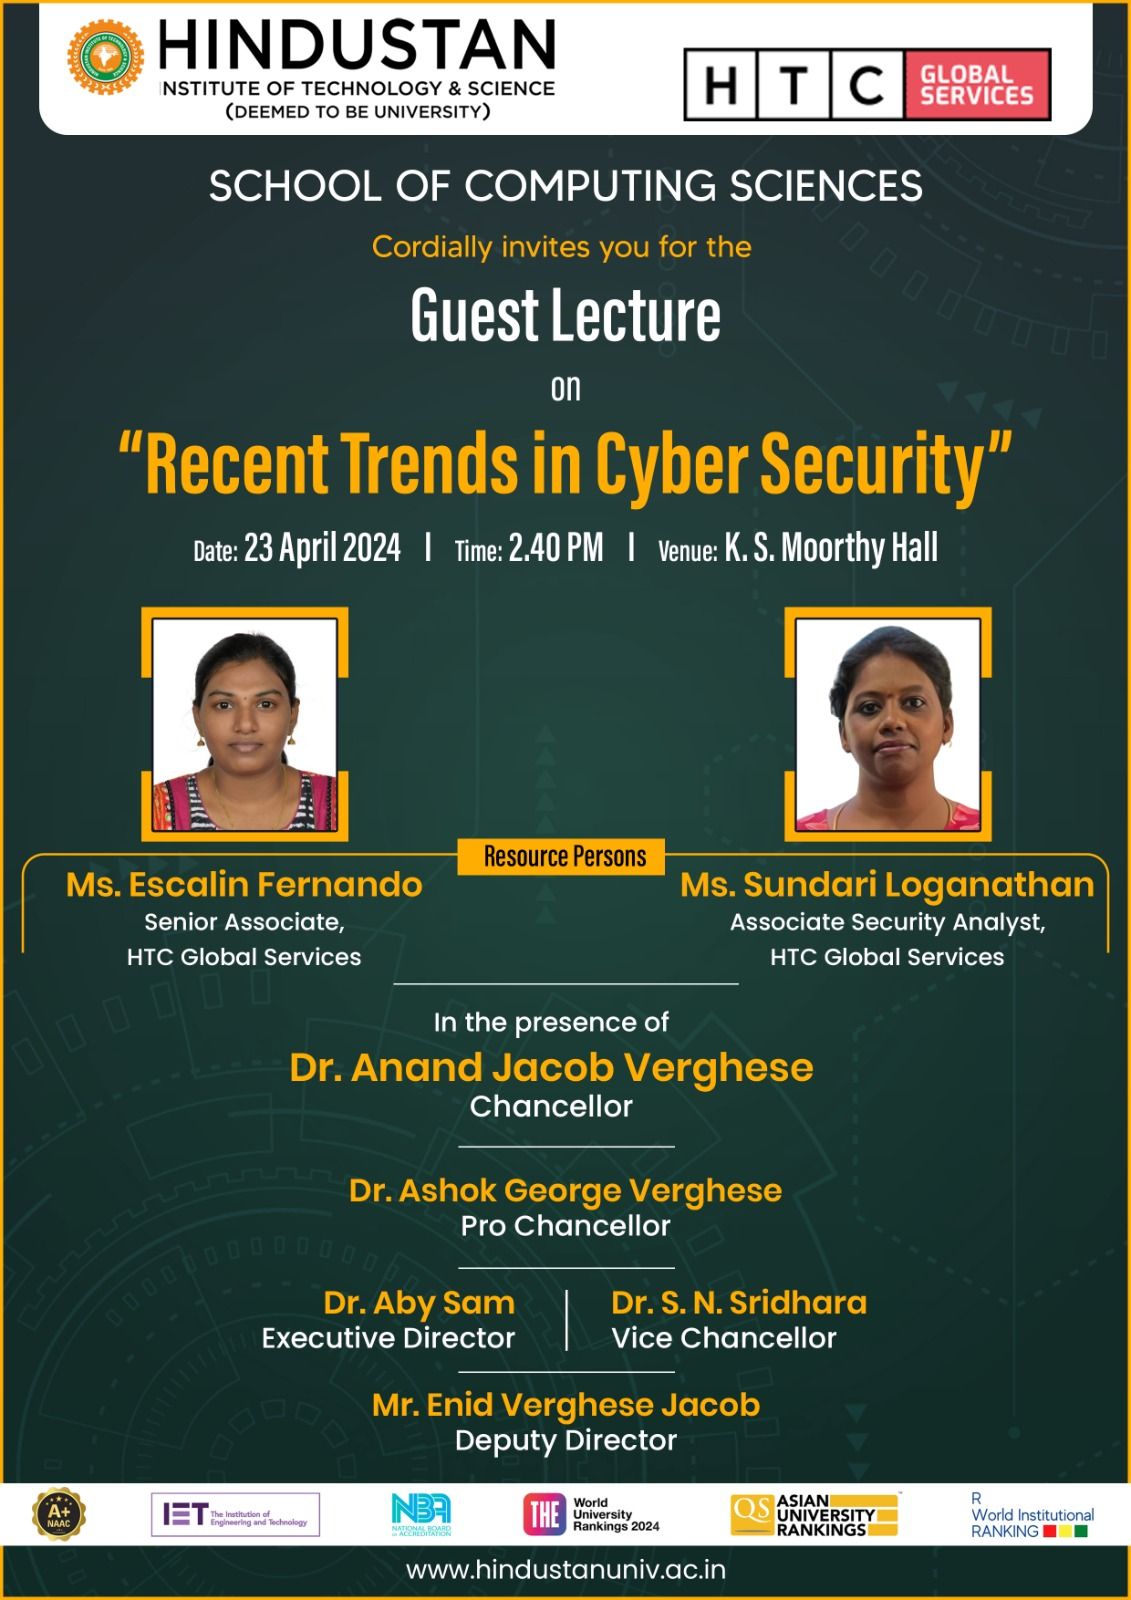 HINDUSTAN
INSTITUTE OF TECHNOLOGY & SCIENCE
(DEEMED TO BE UNIVERSITY)
H T C GLOBAL SERVICES
SCHOOL OF COMPUTING SCIENCES
Cordially invites you for the
Guest Lecture
on
“Recent Trends in Cyber Security”
Date: 23 April 2024 | Time: 2.40 PM | Venue: K. S. Moorthy Hall
Resource Persons
Ms. Escalin Fernando
Senior Associate,
HTC Global Services
Ms. Sundari Loganathan
Associate Security Analyst,
HTC Global Services
In the presence of
Dr. Anand Jacob Verghese
Chancellor
Dr. Ashok George Verghese
Pro Chancellor
Dr. Aby Sam
Executive Director
Dr. S. N. Sridhara
Vice Chancellor
Mr. Enid Verghese Jacob
Deputy Director
A+
NAAC
IET The Institution of
Engineering and Technology
NBA
NATIONAL BOARD
of ACCREDITATION
THE World
University
Rankings 2024
QS ASIAN
UNIVERSITY
RANKINGS
R
World Institutional
RANKING
www.hindustanuniv.ac.in